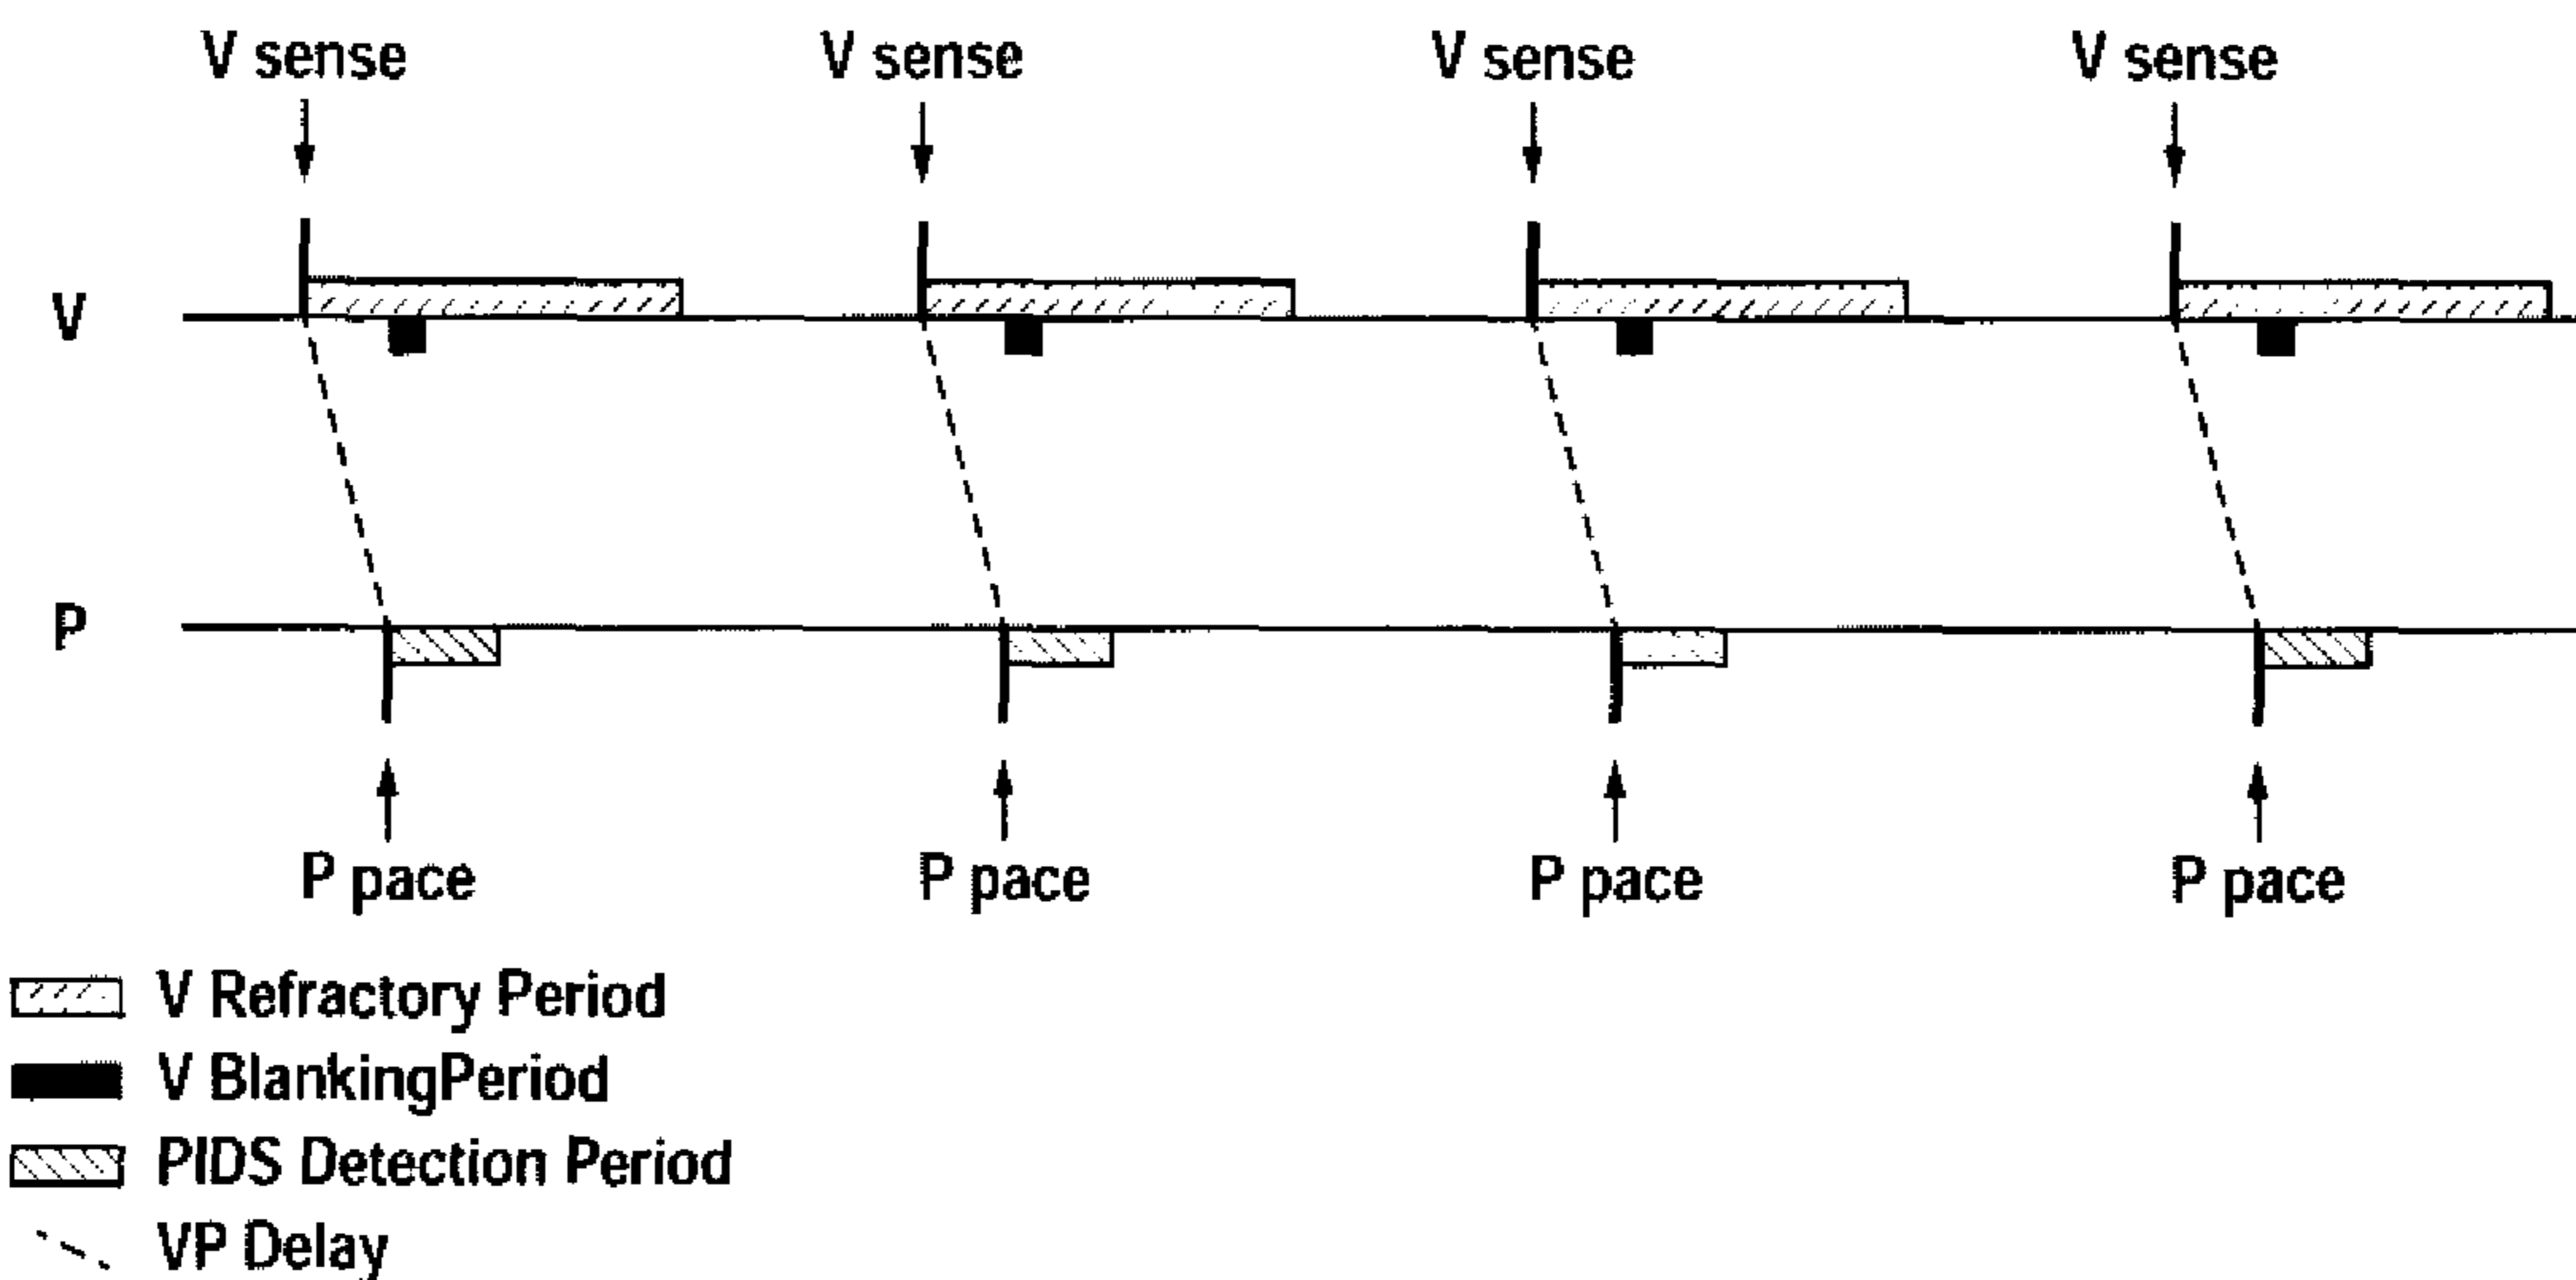 V sense V sense V sense V sense
V
P
P pace P pace P pace P pace
V Refractory Period
V BlankingPeriod
PIDS Detection Period
VP Delay